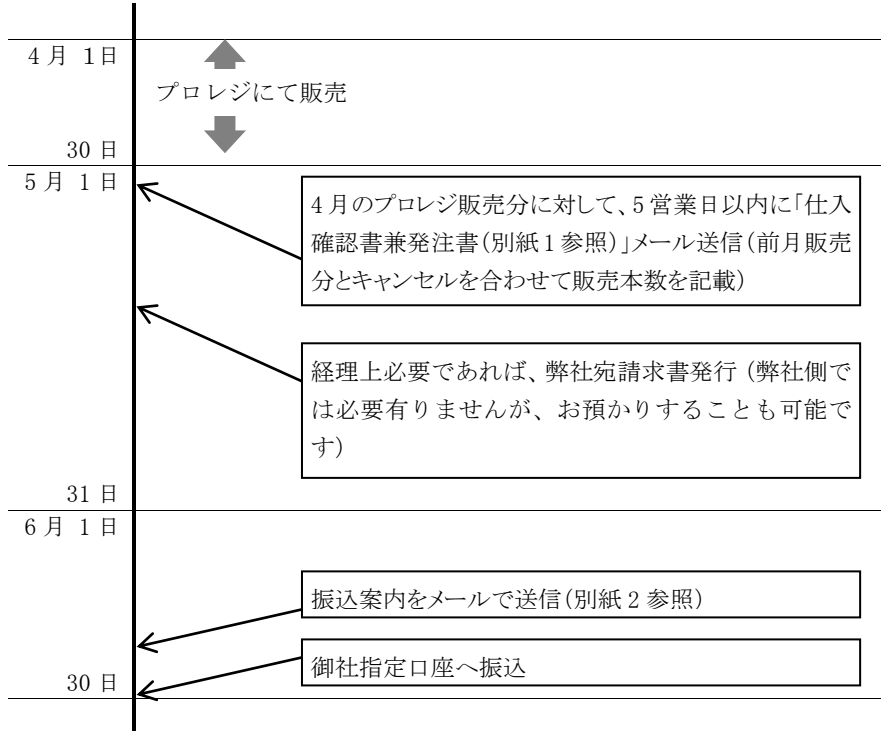 4月 1日
プロレジにて販売
30日
5月 1日
4月のプロレジ販売分に対して、5営業日以内に「仕入
確認書兼発注書(別紙1参照)」メール送信(前月販売
分とキャンセルを合わせて販売本数を記載)
経理上必要であれば、弊社宛請求書発行(弊社側で
は必要有りませんが、お預かりすることも可能で
す)
31日
6月 1日
振込案内をメールで送信(別紙2参照)
御社指定口座へ振込
30日